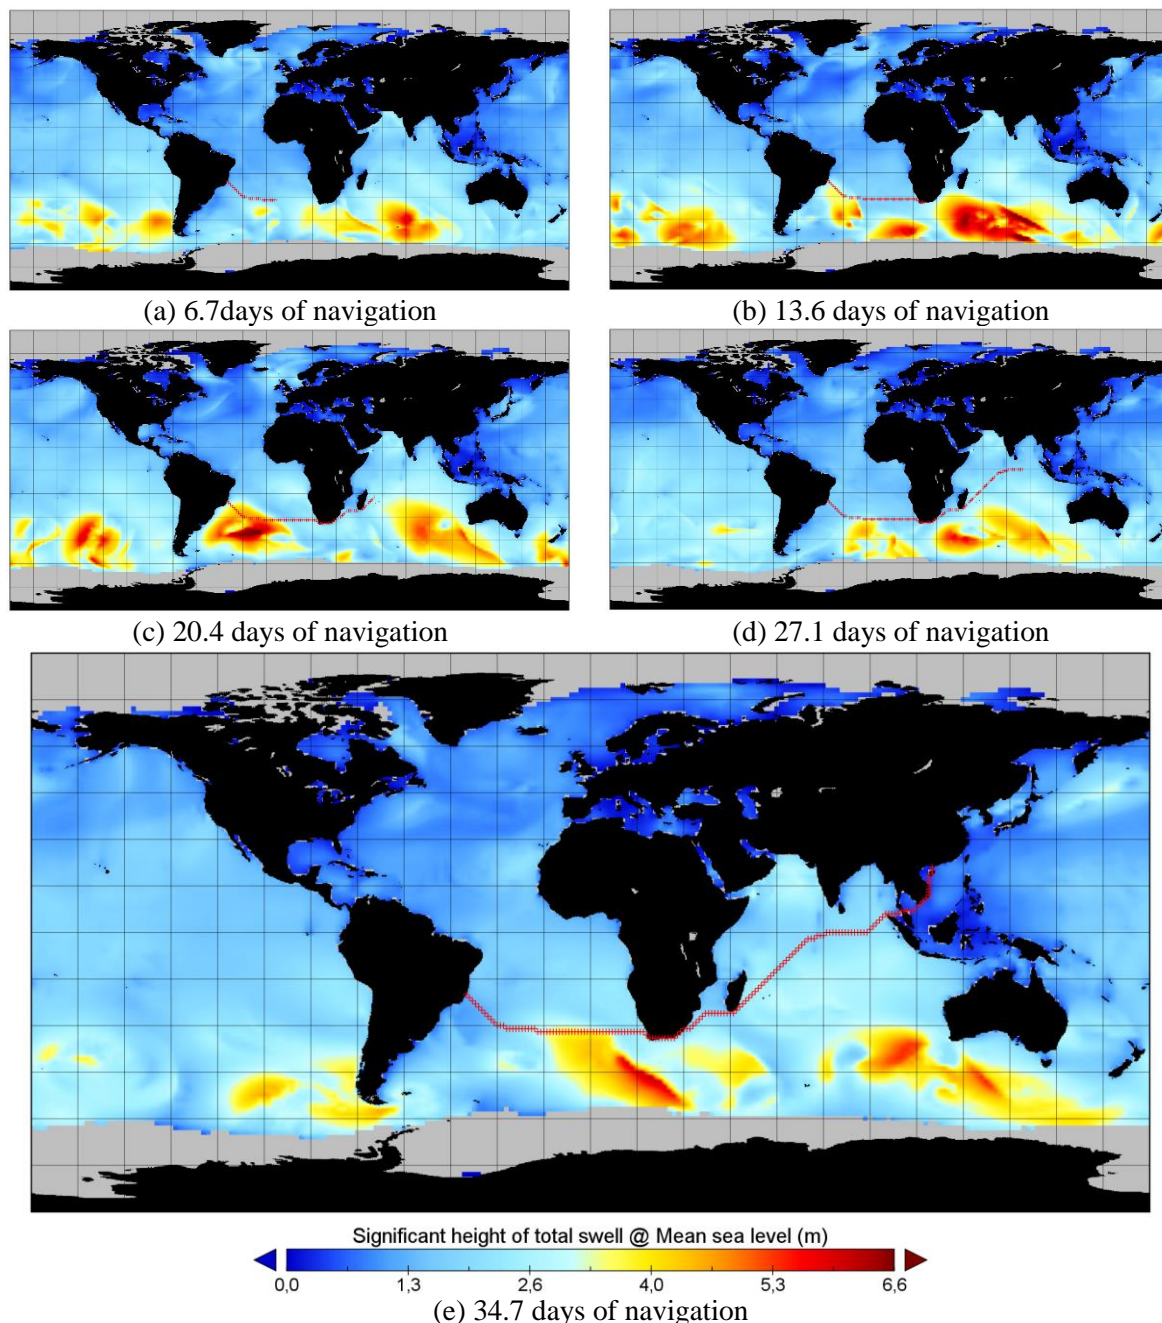 (a) 6.7days of navigation
(b) 13.6 days of navigation
(c) 20.4 days of navigation
(d) 27.1 days of navigation
Significant height of total swell @ Mean sea level (m)
0,0 1,3 2,6 4,0 5,3 6,6
(e) 34.7 days of navigation